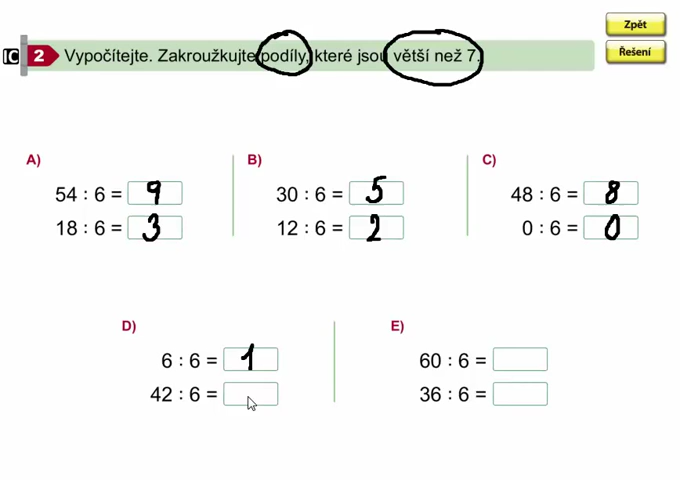 Zpět
Řešení
2 Vypočítejte. Zakroužkujte podíly, které jsou větší než 7.
A)
54 : 6 = 9
18 : 6 = 3
B)
30 : 6 = 5
12 : 6 = 2
C)
48 : 6 = 8
0 : 6 = 0
D)
6 : 6 = 1
42 : 6 =
E)
60 : 6 =
36 : 6 =